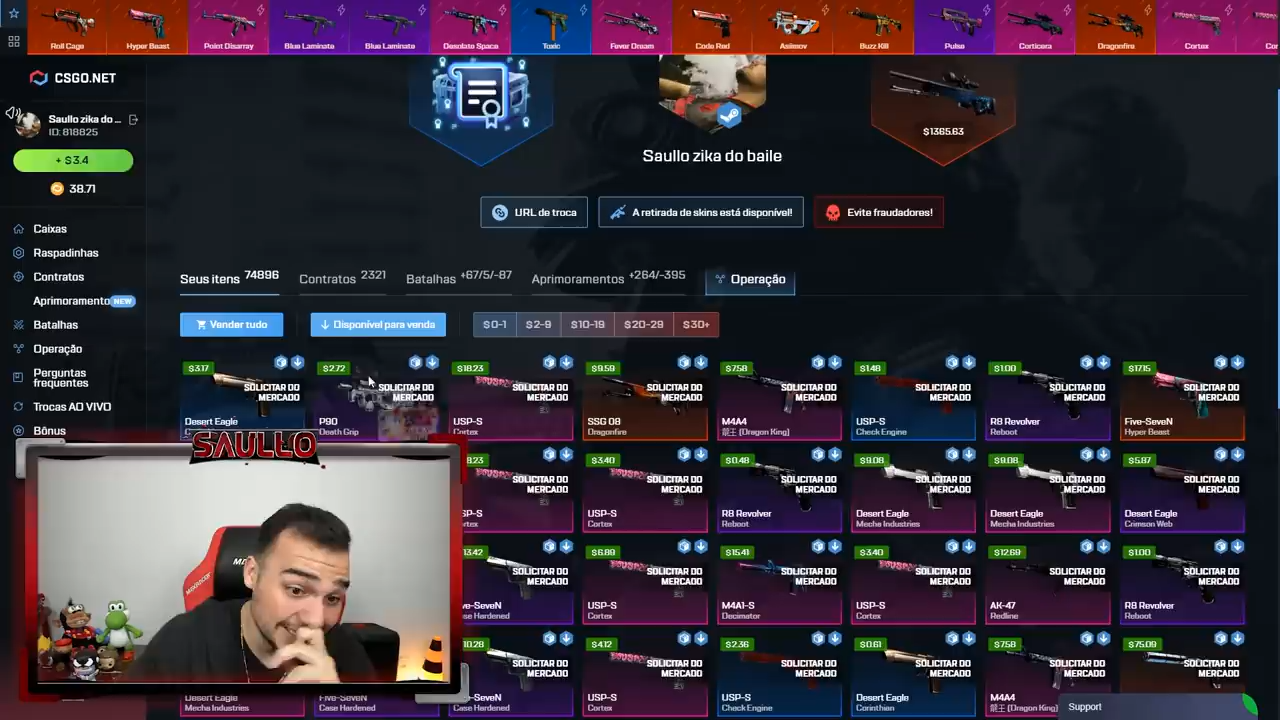 Roll Cage
Hyper Beast
Point Disarray
Blue Laminate
Blue Laminate
Desolate Space
Toxic
Fever Dream
Code Red
Asiimov
Buzz Kill
Pulse
Corticera
Dragonfire
Cortex
CSGO.NET
Saullo zika do ...
ID: 818825
+ $3.4
38.71
Caixas
Raspadinhas
Contratos
Aprimoramento NEW
Batalhas
Operação
Perguntas
frequentes
Trocas AO VIVO
Bônus
$1365.63
Saullo zika do baile
URL de troca
A retirada de skins está disponível!
Evite fraudadores!
Seus itens 74896
Contratos 2321
Batalhas +67/5/-87
Aprimoramentos +264/-395
Operação
Vender tudo
Disponível para venda
$0-1
$2-9
$10-19
$20-29
$30+
$3.17
SOLICITAR DO
MERCADO
Desert Eagle
$2.72
SOLICITAR DO
MERCADO
P90
Death Grip
$18.23
SOLICITAR DO
MERCADO
USP-S
Cortex
$9.59
SOLICITAR DO
MERCADO
SSG 08
Dragonfire
$7.58
SOLICITAR DO
MERCADO
M4A4
龍王 (Dragon King)
$1.48
SOLICITAR DO
MERCADO
USP-S
Check Engine
$1.00
SOLICITAR DO
MERCADO
R8 Revolver
Reboot
$17.15
SOLICITAR DO
MERCADO
Five-SeveN
Hyper Beast
8.23
SOLICITAR DO
MERCADO
SP-S
ortex
$3.40
SOLICITAR DO
MERCADO
USP-S
Cortex
$0.48
SOLICITAR DO
MERCADO
R8 Revolver
Reboot
$9.08
SOLICITAR DO
MERCADO
Desert Eagle
Mecha Industries
$9.08
SOLICITAR DO
MERCADO
Desert Eagle
Mecha Industries
$5.87
SOLICITAR DO
MERCADO
Desert Eagle
Crimson Web
13.42
SOLICITAR DO
MERCADO
ve-SeveN
ase Hardened
$6.89
SOLICITAR DO
MERCADO
USP-S
Cortex
$15.41
SOLICITAR DO
MERCADO
M4A1-S
Decimator
$3.40
SOLICITAR DO
MERCADO
USP-S
Cortex
$12.69
SOLICITAR DO
MERCADO
AK-47
Redline
$1.00
SOLICITAR DO
MERCADO
R8 Revolver
Reboot
Desert Eagle
Mecha Industries
Five-SeveN
Case Hardened
10.28
SOLICITAR DO
MERCADO
e-SeveN
Case Hardened
$4.12
SOLICITAR DO
MERCADO
USP-S
Cortex
$2.36
SOLICITAR DO
MERCADO
USP-S
Check Engine
$0.61
SOLICITAR DO
MERCADO
Desert Eagle
Corinthian
$7.58
SOLICITAR DO
MERCADO
M4A4
龍王 (Dragon King)
$75.09
SOLICITAR DO
MERCADO
Support
SAULLO